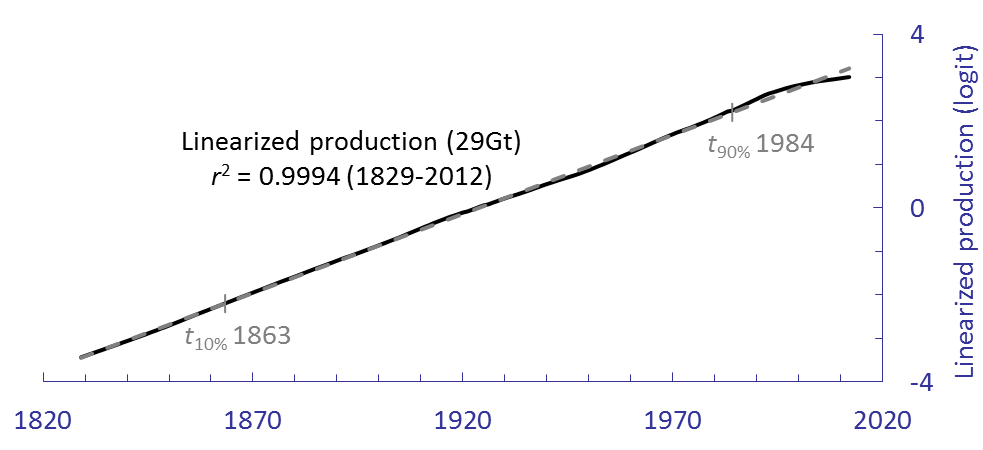 4
Linearized production (29Gt)
r² = 0.9994 (1829-2012)
t90% 1984
0
Linearized production (logit)
t10% 1863
-4
1820
1870
1920
1970
2020